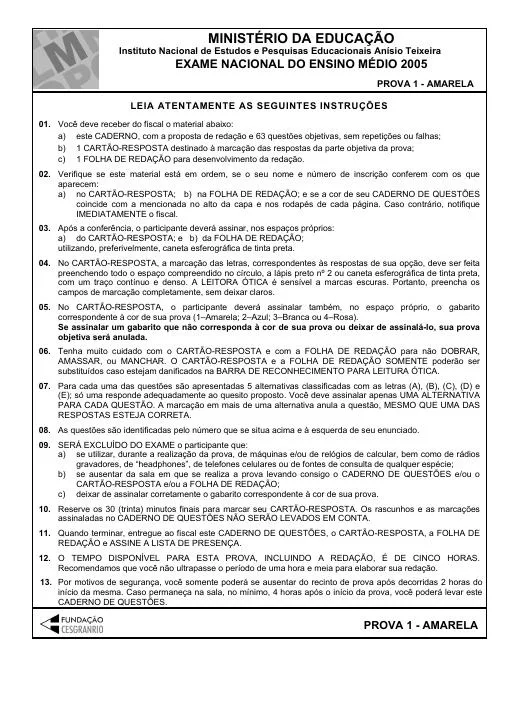 MINISTÉRIO DA EDUCAÇÃO
Instituto Nacional de Estudos e Pesquisas Educacionais Anísio Teixeira
EXAME NACIONAL DO ENSINO MÉDIO 2005
PROVA 1 - AMARELA
LEIA ATENTAMENTE AS SEGUINTES INSTRUÇÕES
01. Você deve receber do fiscal o material abaixo:
a) este CADERNO, com a proposta de redação e 63 questões objetivas, sem repetições ou falhas;
b) 1 CARTÃO-RESPOSTA destinado à marcação das respostas da parte objetiva da prova;
c) 1 FOLHA DE REDAÇÃO para desenvolvimento da redação.
02. Verifique se este material está em ordem, se o seu nome e número de inscrição conferem com os que
aparecem:
a) no CARTÃO-RESPOSTA; b) na FOLHA DE REDAÇÃO; e se a cor de seu CADERNO DE QUESTÕES
coincide com a mencionada no alto da capa e nos rodapés de cada página. Caso contrário, notifique
IMEDIATAMENTE o fiscal.
03. Após a conferência, o participante deverá assinar, nos espaços próprios:
a) do CARTÃO-RESPOSTA; e b) da FOLHA DE REDAÇÃO;
utilizando, preferivelmente, caneta esferográfica de tinta preta.
04. No CARTÃO-RESPOSTA, a marcação das letras, correspondentes às respostas de sua opção, deve ser feita
preenchendo todo o espaço compreendido no círculo, a lápis preto nº 2 ou caneta esferográfica de tinta preta,
com um traço contínuo e denso. A LEITORA ÓTICA é sensível a marcas escuras. Portanto, preencha os
campos de marcação completamente, sem deixar claros.
05. No CARTÃO-RESPOSTA, o participante deverá assinalar também, no espaço próprio, o gabarito
correspondente à cor de sua prova (1–Amarela; 2–Azul; 3–Branca ou 4–Rosa).
Se assinalar um gabarito que não corresponda à cor de sua prova ou deixar de assinalá-lo, sua prova
objetiva será anulada.
06. Tenha muito cuidado com o CARTÃO-RESPOSTA e com a FOLHA DE REDAÇÃO para não DOBRAR,
AMASSAR, ou MANCHAR. O CARTÃO-RESPOSTA e a FOLHA DE REDAÇÃO SOMENTE poderão ser
substituídos caso estejam danificados na BARRA DE RECONHECIMENTO PARA LEITURA ÓTICA.
07. Para cada uma das questões são apresentadas 5 alternativas classificadas com as letras (A), (B), (C), (D) e
(E); só uma responde adequadamente ao quesito proposto. Você deve assinalar apenas UMA ALTERNATIVA
PARA CADA QUESTÃO. A marcação em mais de uma alternativa anula a questão, MESMO QUE UMA DAS
RESPOSTAS ESTEJA CORRETA.
08. As questões são identificadas pelo número que se situa acima e à esquerda de seu enunciado.
09. SERÁ EXCLUÍDO DO EXAME o participante que:
a) se utilizar, durante a realização da prova, de máquinas e/ou de relógios de calcular, bem como de rádios
gravadores, de “headphones”, de telefones celulares ou de fontes de consulta de qualquer espécie;
b) se ausentar da sala em que se realiza a prova levando consigo o CADERNO DE QUESTÕES e/ou o
CARTÃO-RESPOSTA e/ou a FOLHA DE REDAÇÃO;
c) deixar de assinalar corretamente o gabarito correspondente à cor de sua prova.
10. Reserve os 30 (trinta) minutos finais para marcar seu CARTÃO-RESPOSTA. Os rascunhos e as marcações
assinaladas no CADERNO DE QUESTÕES NÃO SERÃO LEVADOS EM CONTA.
11. Quando terminar, entregue ao fiscal este CADERNO DE QUESTÕES, o CARTÃO-RESPOSTA, a FOLHA DE
REDAÇÃO e ASSINE A LISTA DE PRESENÇA.
12. O TEMPO DISPONÍVEL PARA ESTA PROVA, INCLUINDO A REDAÇÃO, É DE CINCO HORAS.
Recomendamos que você não ultrapasse o período de uma hora e meia para elaborar sua redação.
13. Por motivos de segurança, você somente poderá se ausentar do recinto de prova após decorridas 2 horas do
início da mesma. Caso permaneça na sala, no mínimo, 4 horas após o início da prova, você poderá levar este
CADERNO DE QUESTÕES.
FUNDAÇÃO
CESGRANRIO
PROVA 1 - AMARELA